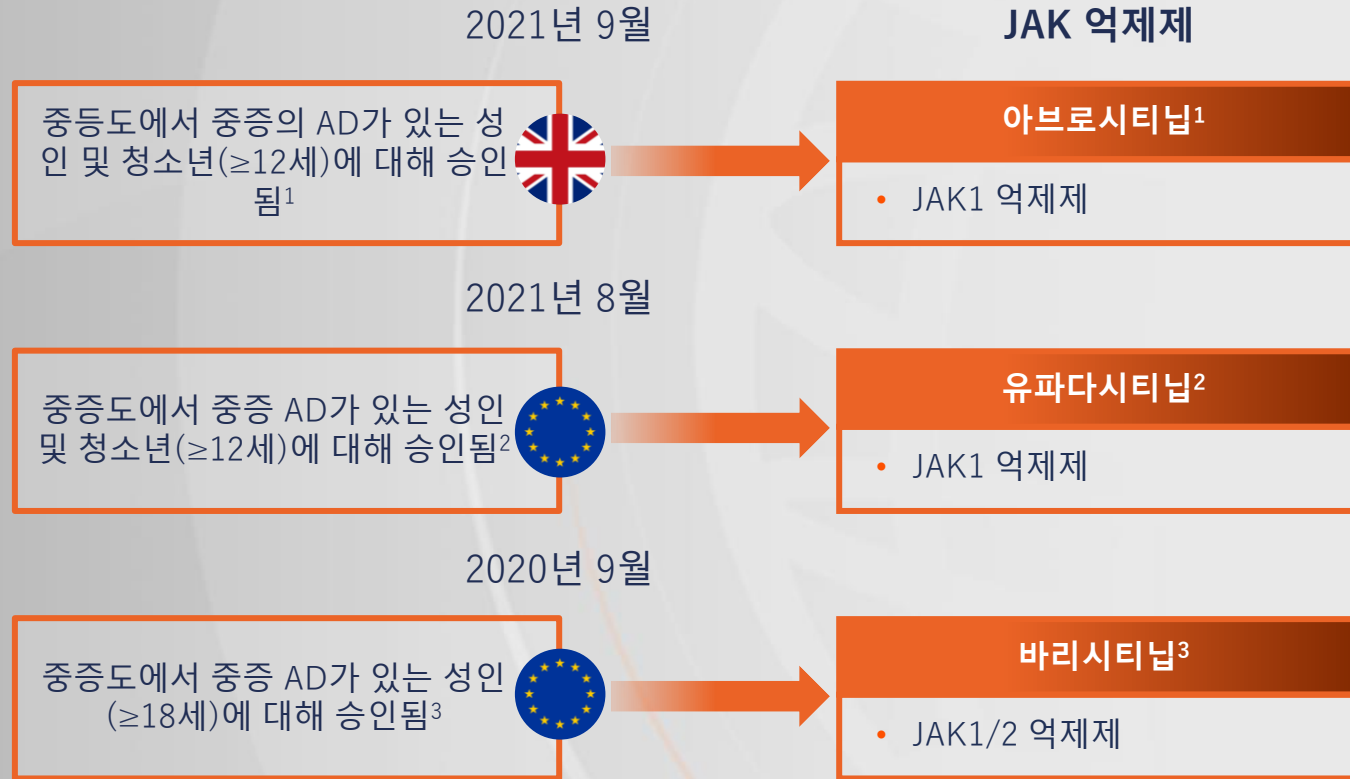 2021년 9월
JAK 억제제
중등도에서 중증의 AD가 있는 성
인 및 청소년(≥12세)에 대해 승인
됨1
아브로시티닙1
• JAK1 억제제
2021년 8월
중증도에서 중증 AD가 있는 성인
및 청소년(≥12세)에 대해 승인됨2
유파다시티닙2
• JAK1 억제제
2020년 9월
중증도에서 중증 AD가 있는 성인
(≥18세)에 대해 승인됨3
바리시티닙3
• JAK1/2 억제제